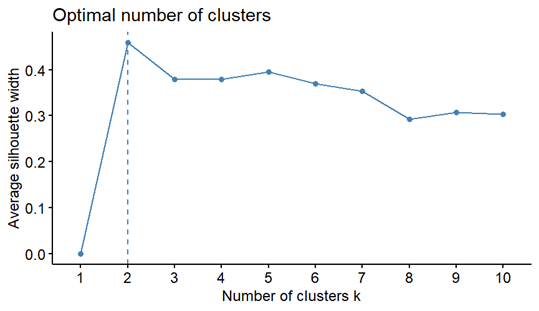 Optimal number of clusters
Average silhouette width
0.4
0.3
0.2
0.1
0.0
1 2 3 4 5 6 7 8 9 10
Number of clusters k